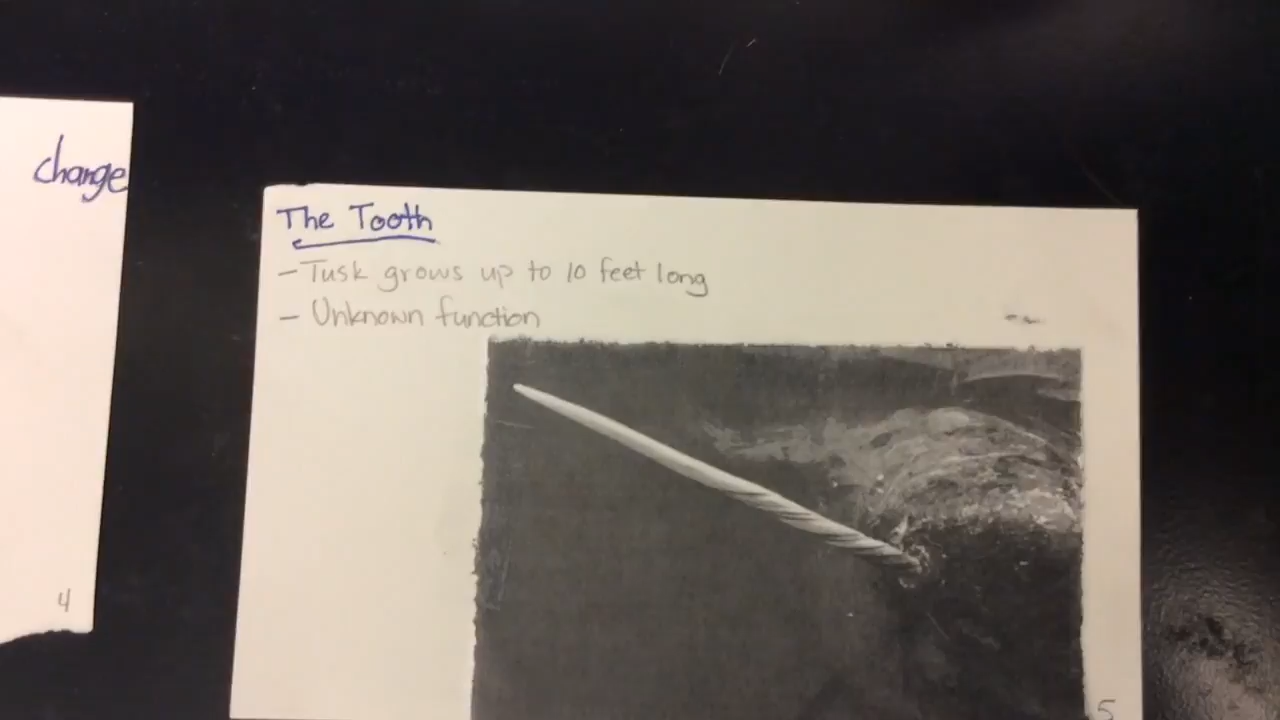 change
4
The Tooth
- Tusk grows up to 10 feet long
- Unknown function
5